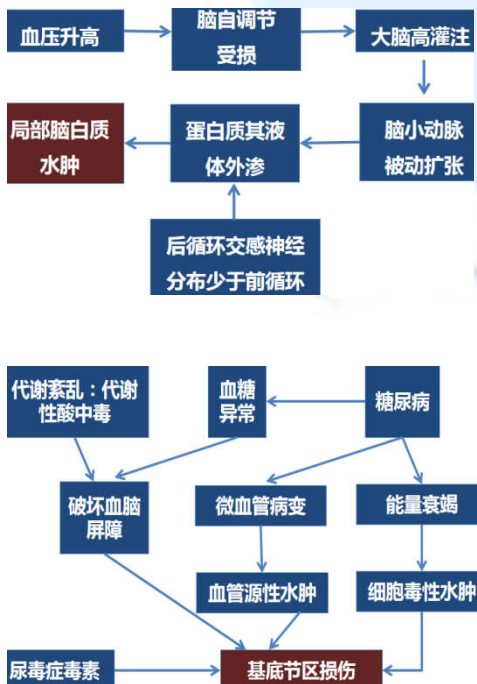 血压升高
脑自调节
受损
大脑高灌注
局部脑白质
水肿
蛋白质其液
体外渗
脑小动脉
被动扩张
后循环交感神经
分布少于前循环
代谢紊乱：代谢
性酸中毒
血糖
异常
糖尿病
破坏血脑
屏障
微血管病变
能量衰竭
血管源性水肿
细胞毒性水肿
尿毒症毒素
基底节区损伤